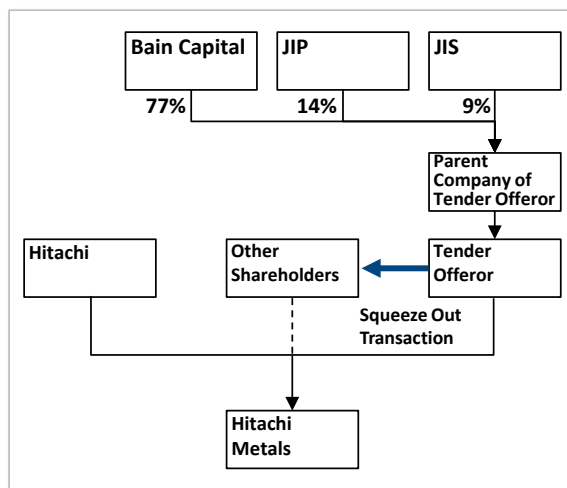 Bain Capital
JIP
JIS
77%
14%
9%
Parent
Company of
Tender Offeror
Hitachi
Other
Shareholders
Tender
Offeror
Squeeze Out
Transaction
Hitachi
Metals